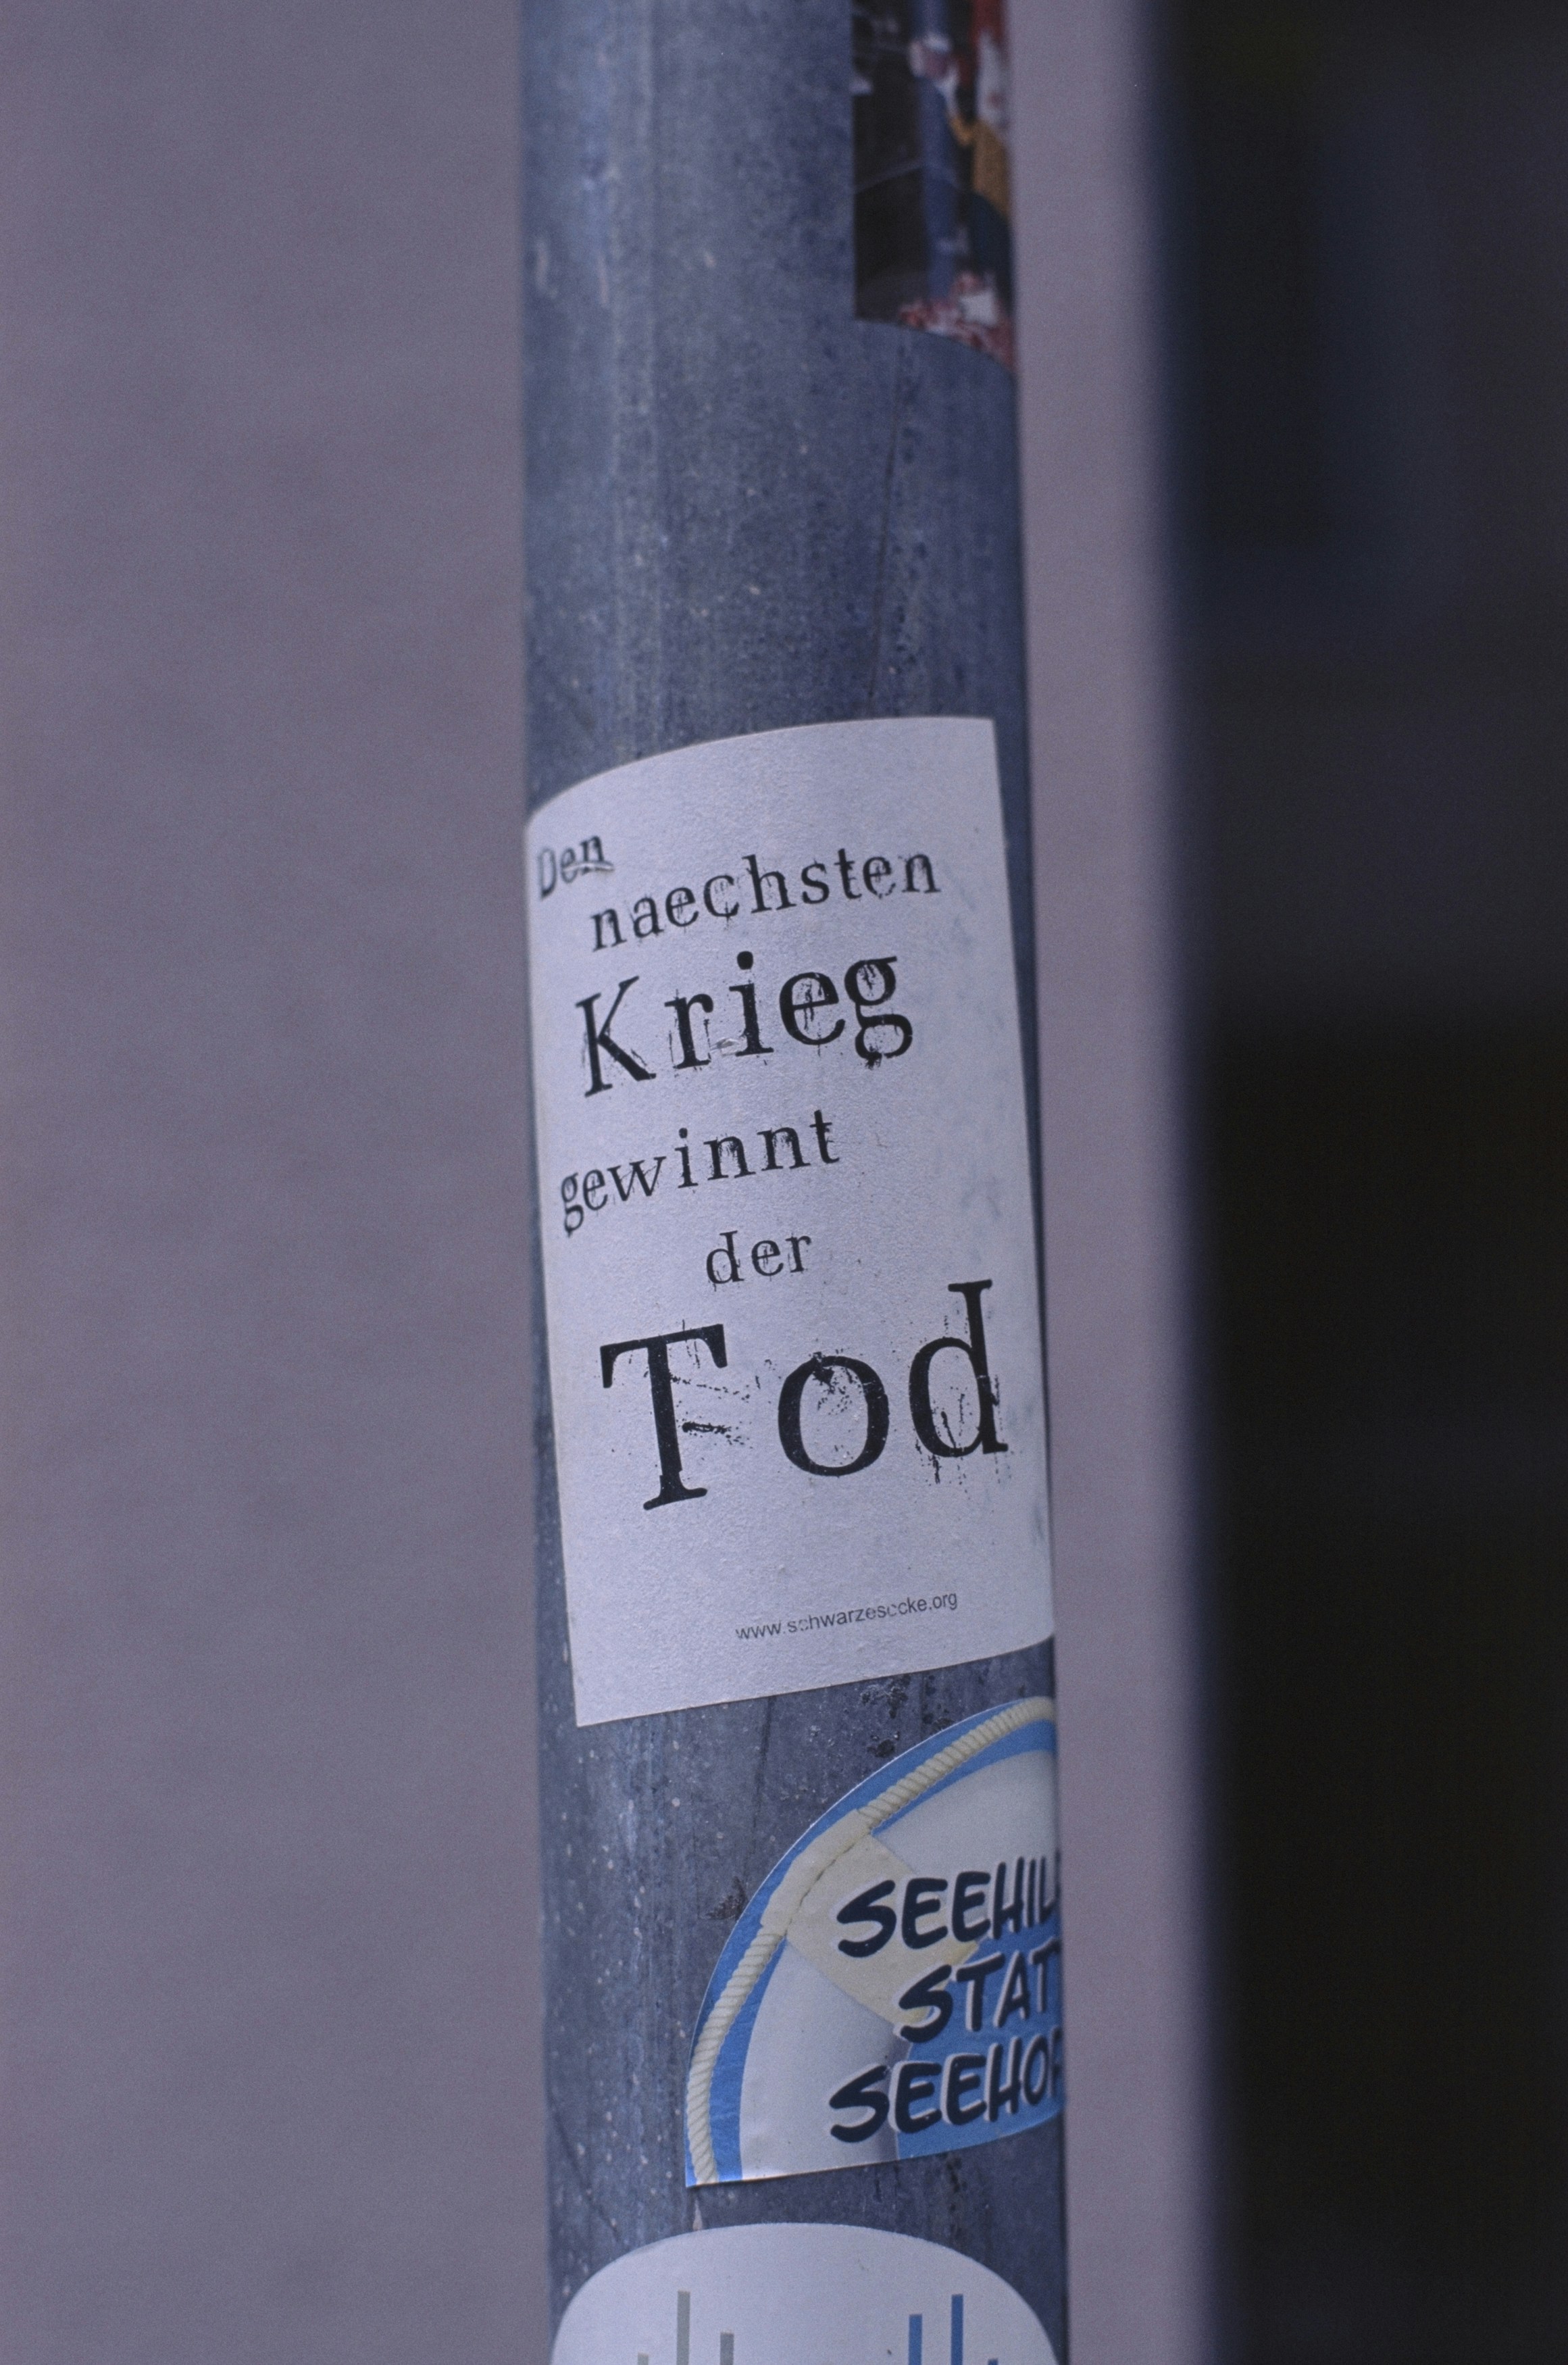 Den
naechsten
Krieg
gewinnt
der
Tod
www.schwarzesocke.org
SEEHIL
STAT
SEEHOF